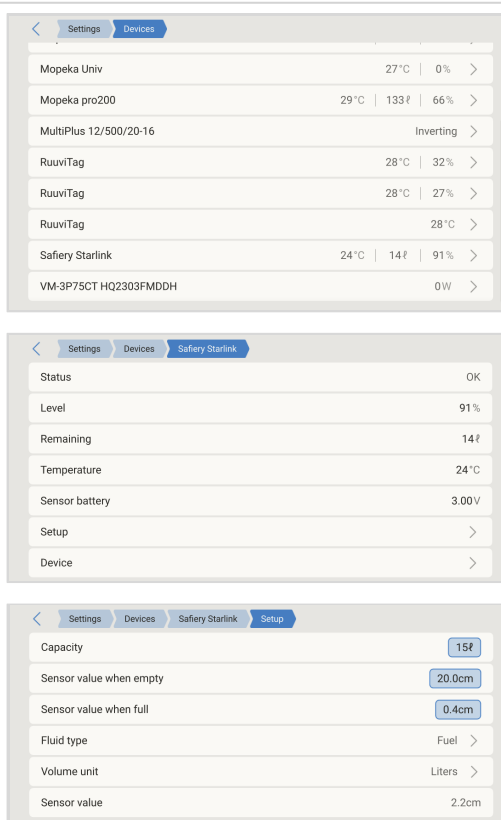 Settings Devices
Mopeka Univ 27°C 0%
Mopeka pro200 29°C 133ℓ 66%
MultiPlus 12/500/20-16 Inverting
RuuviTag 28°C 32%
RuuviTag 28°C 27%
RuuviTag 28°C
Safiery Starlink 24°C 14ℓ 91%
VM-3P75CT HQ2303FMDDH 0W
Settings Devices Safiery Starlink
Status OK
Level 91%
Remaining 14ℓ
Temperature 24°C
Sensor battery 3.00V
Setup
Device
Settings Devices Safiery Starlink Setup
Capacity 15ℓ
Sensor value when empty 20.0cm
Sensor value when full 0.4cm
Fluid type Fuel
Volume unit Liters
Sensor value 2.2cm